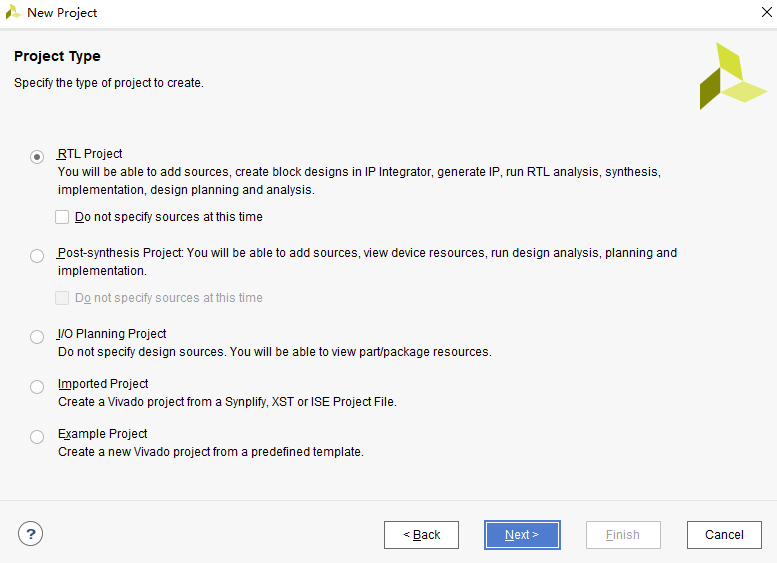 New Project
Project Type
Specify the type of project to create.
RTL Project
You will be able to add sources, create block designs in IP Integrator, generate IP, run RTL analysis, synthesis,
implementation, design planning and analysis.
Do not specify sources at this time
Post-synthesis Project: You will be able to add sources, view device resources, run design analysis, planning and
implementation.
Do not specify sources at this time
I/O Planning Project
Do not specify design sources. You will be able to view part/package resources.
Imported Project
Create a Vivado project from a Synplify, XST or ISE Project File.
Example Project
Create a new Vivado project from a predefined template.
? < Back Next > Finish Cancel